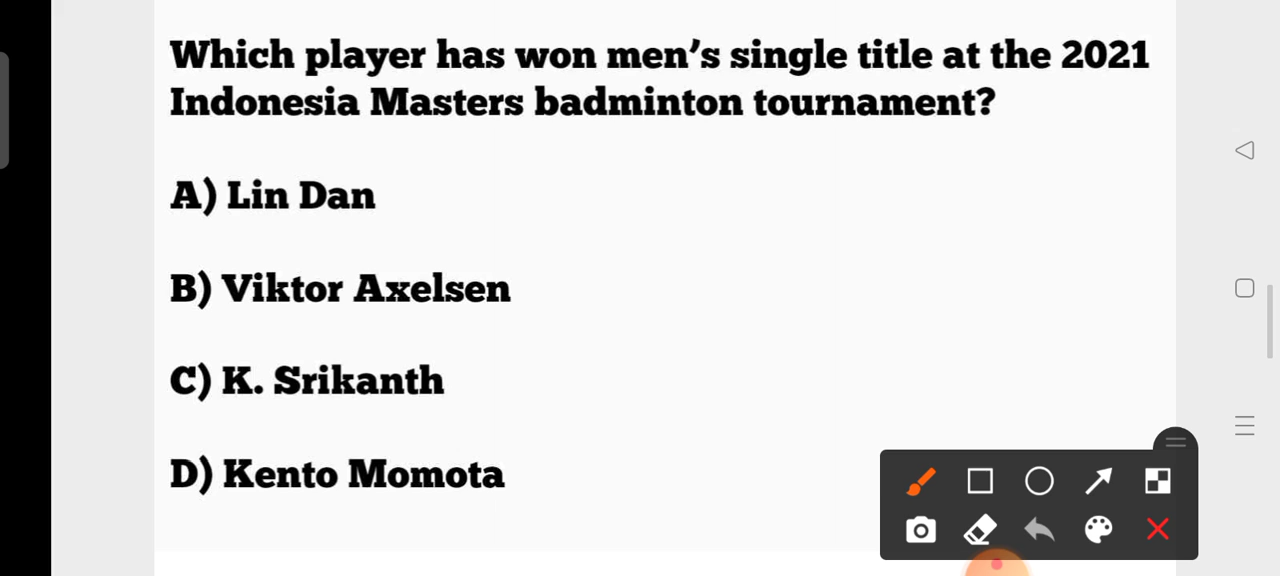 Which player has won men’s single title at the 2021
Indonesia Masters badminton tournament?
A) Lin Dan
B) Viktor Axelsen
C) K. Srikanth
D) Kento Momota